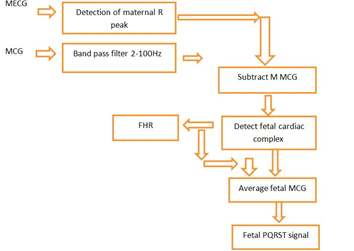 MECG
Detection of maternal R
peak
MCG
Band pass filter 2-100Hz
Subtract M MCG
FHR
Detect fetal cardiac
complex
Average fetal MCG
Fetal PQRST signal